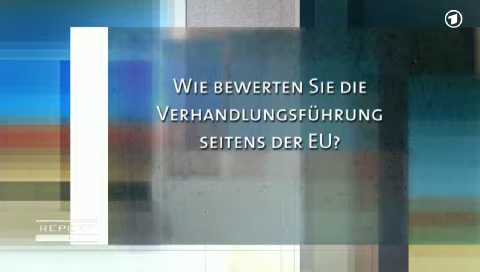 Wie bewerten Sie die
Verhandlungsführung
seitens der EU?